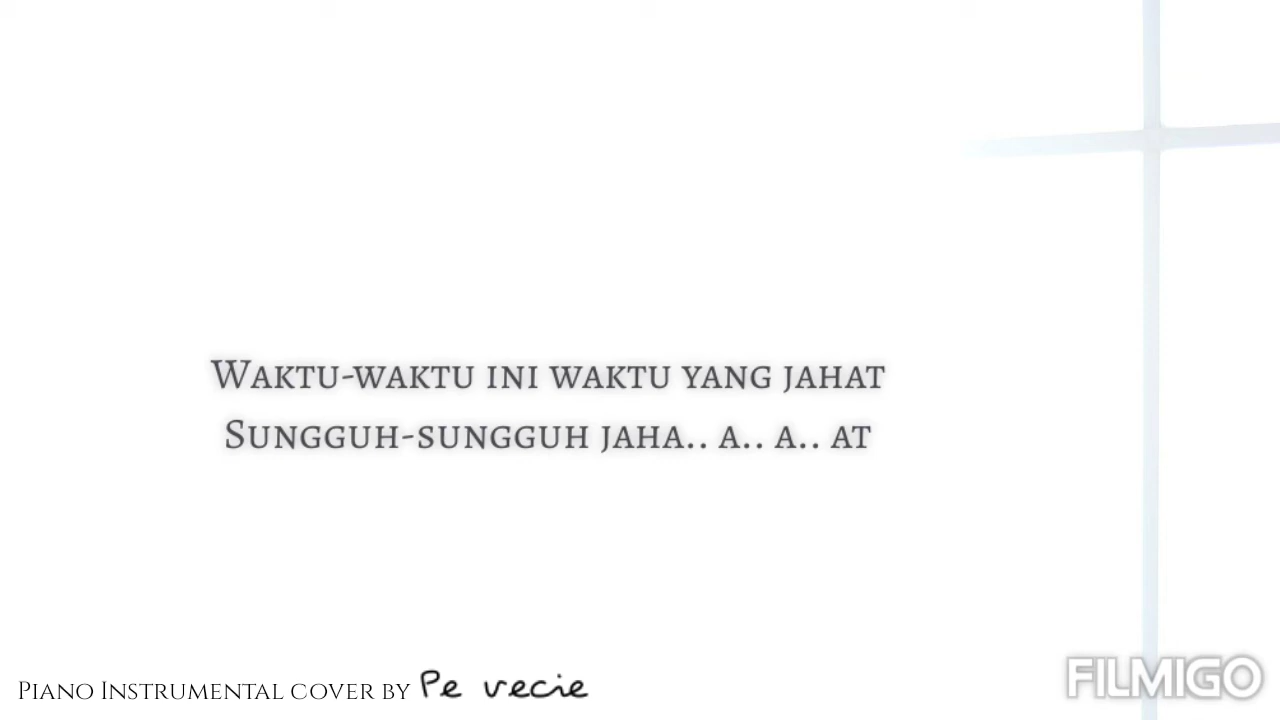 Waktu-waktu ini waktu yang jahat
Sungguh-sungguh jaha.. a.. a.. at
Piano Instrumental cover by Pe vecie
FILMIGO